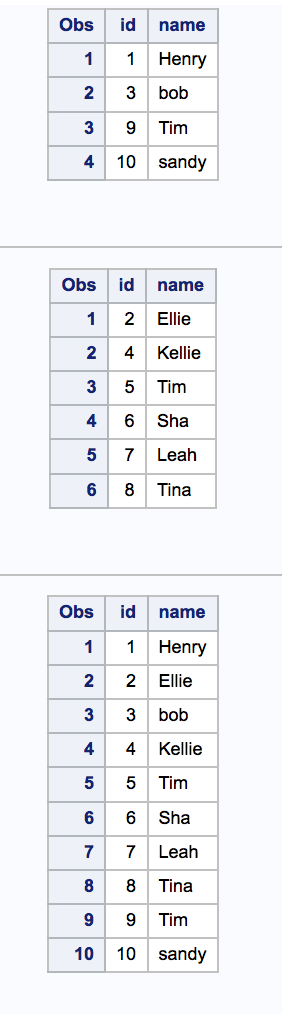 Obs id name
1 1 Henry
2 3 bob
3 9 Tim
4 10 sandy
Obs id name
1 2 Ellie
2 4 Kellie
3 5 Tim
4 6 Sha
5 7 Leah
6 8 Tina
Obs id name
1 1 Henry
2 2 Ellie
3 3 bob
4 4 Kellie
5 5 Tim
6 6 Sha
7 7 Leah
8 8 Tina
9 9 Tim
10 10 sandy